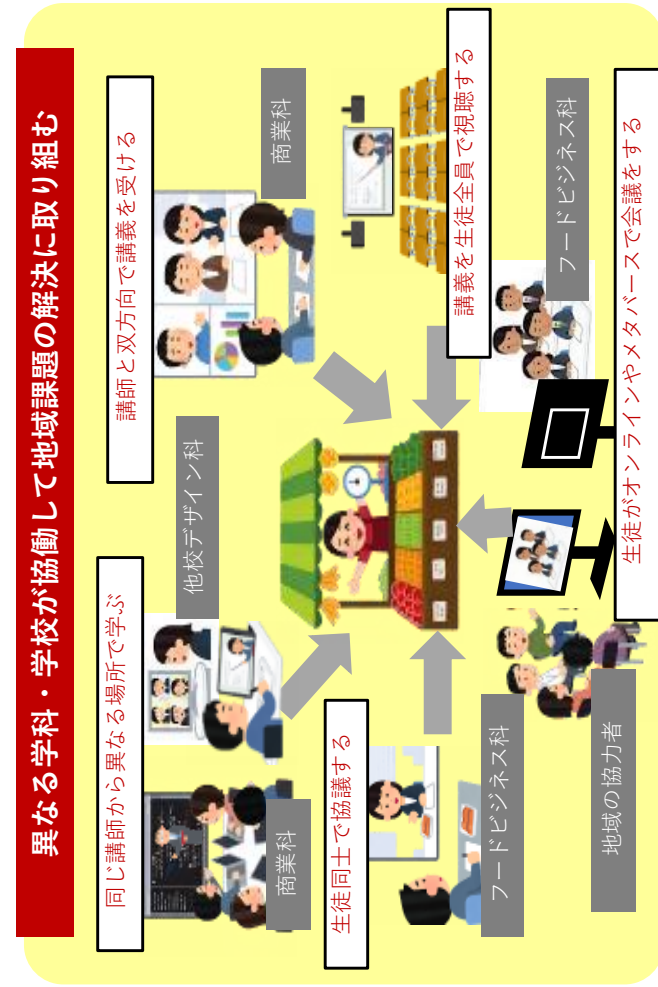 異なる学科・学校が協働して地域課題の解決に取り組む
同じ講師から異なる場所で学ぶ
講師と双方向で講義を受ける
他校デザイン科
商業科
商業科
生徒同士で協議する
講義を生徒全員で視聴する
フードビジネス科
フードビジネス科
地域の協力者
生徒がオンラインやメタバースで会議をする